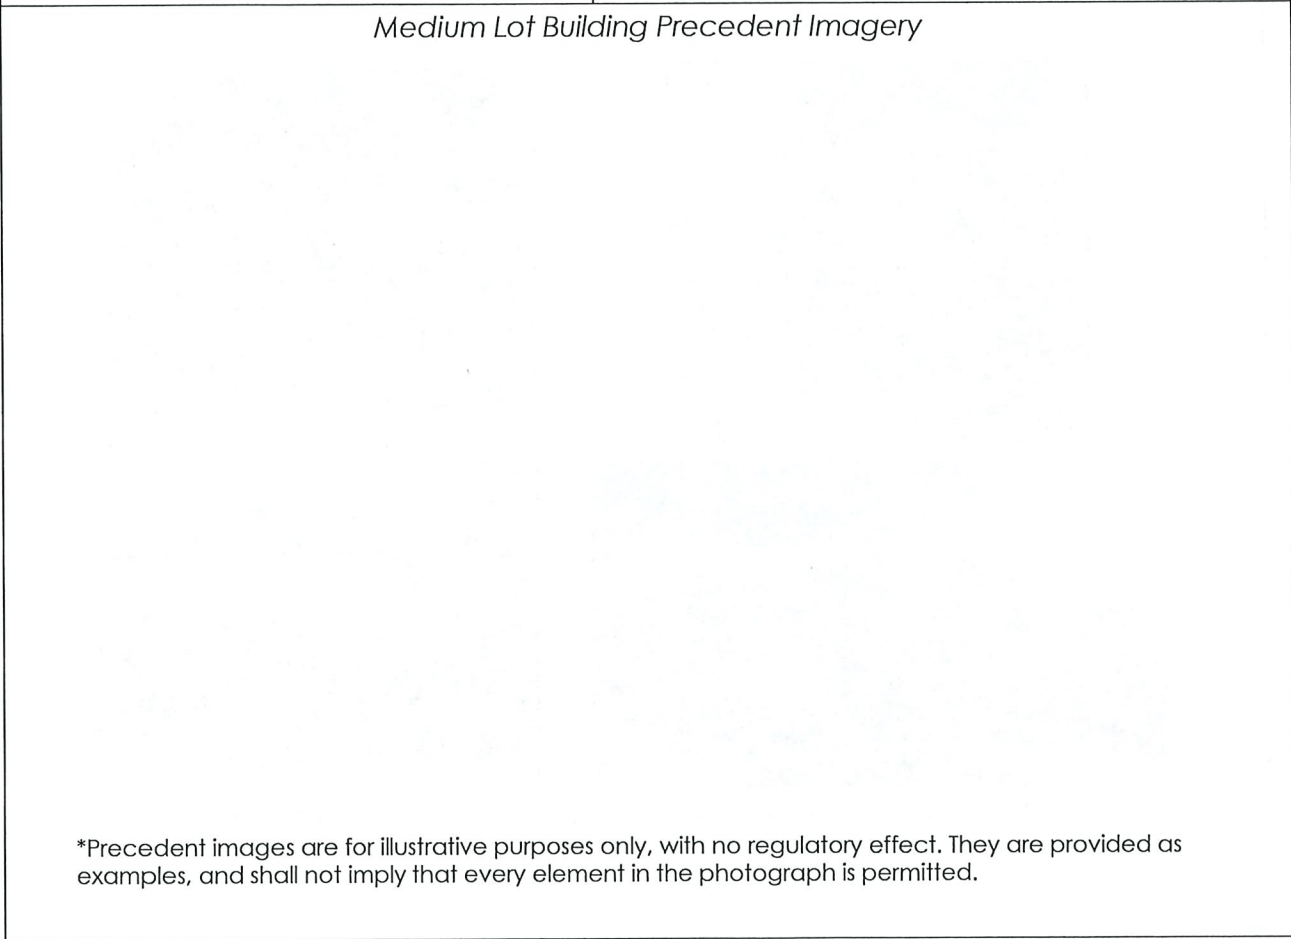 Medium Lot Building Precedent Imagery
*Precedent images are for illustrative purposes only, with no regulatory effect. They are provided as
examples, and shall not imply that every element in the photograph is permitted.